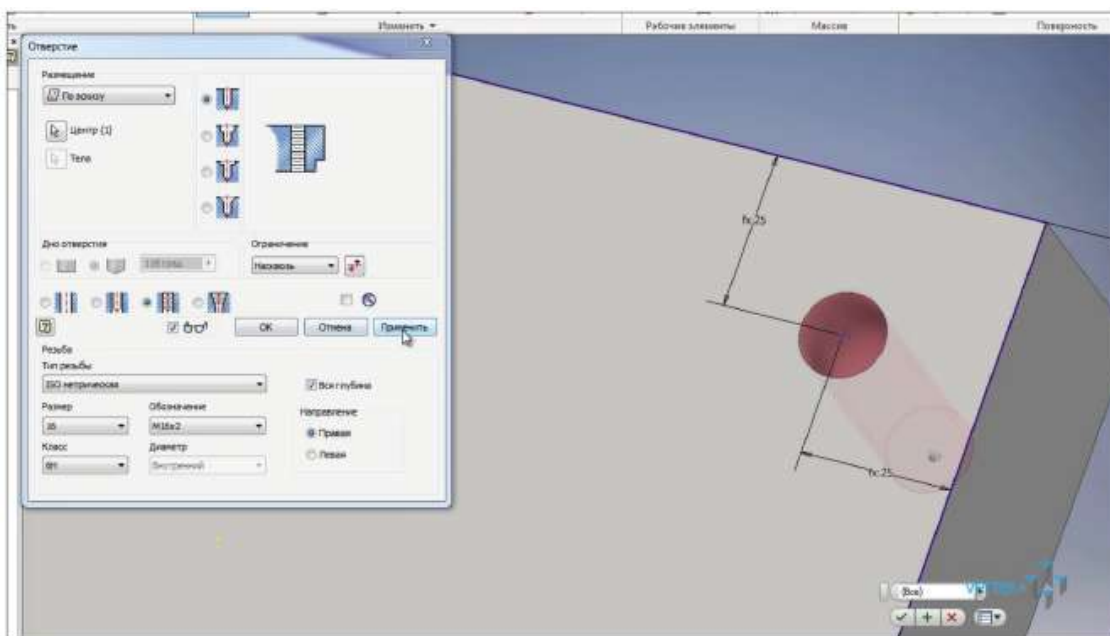 Изменить
Рабочие элементы
Массив
Поверхность
Отверстие
Размещение
По эскизу
Центр (1)
Тела
Дно отверстия
Ограничение
Насквозь
OK
Отмена
Применить
Резьба
Тип резьбы
ISO метрическая
Вся глубина
Размер
Обозначение
Направление
16
M16x2
Правая
Класс
Диаметр
Левая
6H
Внутренний
fx:25
fx:25
(Все)